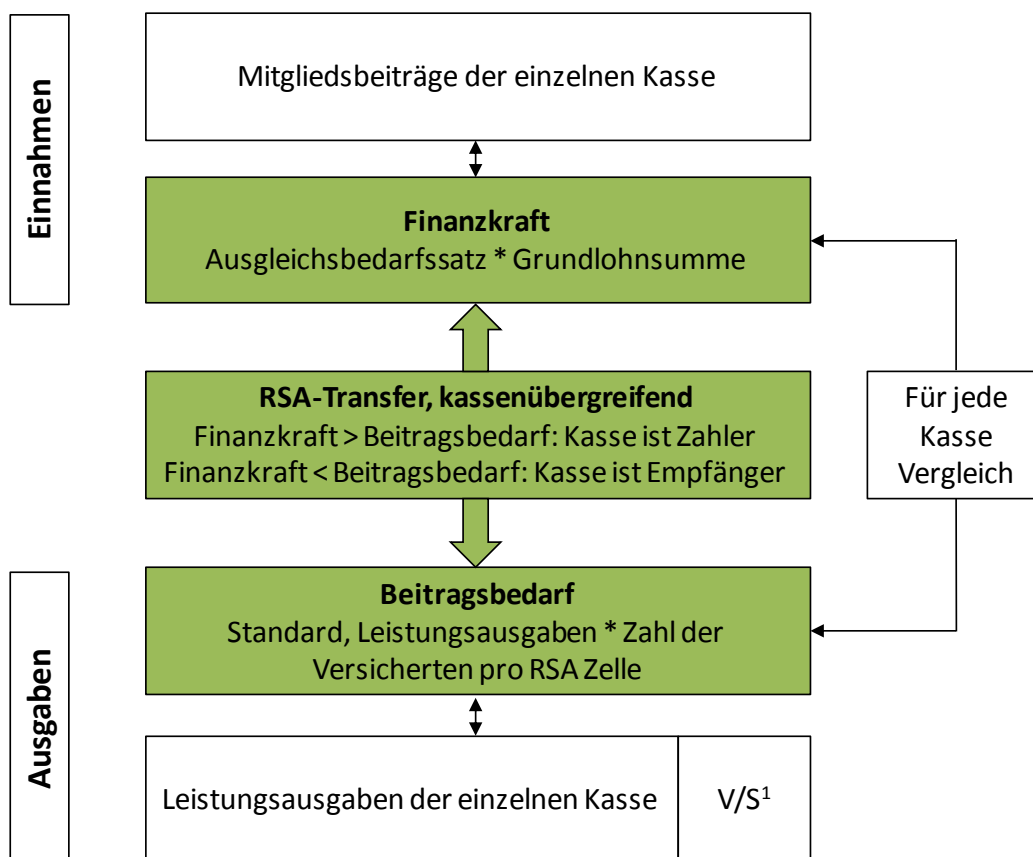 Einnahmen
Mitgliedsbeiträge der einzelnen Kasse
Finanzkraft
Ausgleichsbedarfssatz * Grundlohnsumme
RSA-Transfer, kassenübergreifend
Finanzkraft > Beitragsbedarf: Kasse ist Zahler
Finanzkraft < Beitragsbedarf: Kasse ist Empfänger
Für jede
Kasse
Vergleich
Ausgaben
Beitragsbedarf
Standard, Leistungsausgaben * Zahl der
Versicherten pro RSA Zelle
Leistungsausgaben der einzelnen Kasse
V/S¹